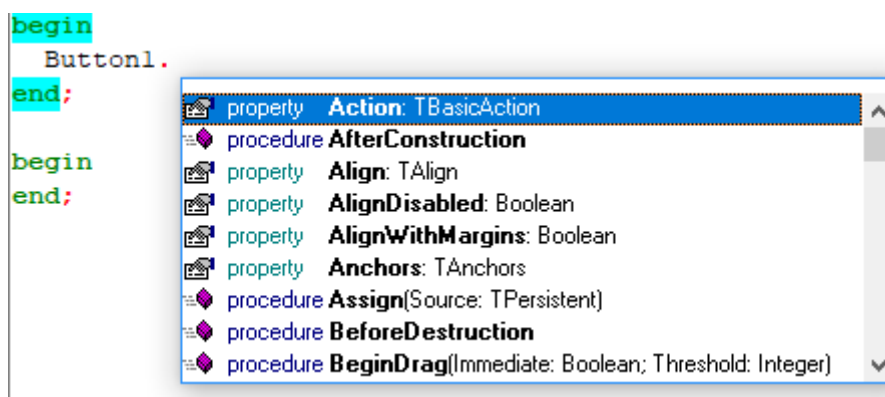 begin
Button1.
end;
property Action: TBasicAction
procedure AfterConstruction
property Align: TAlign
begin
property AlignDisabled: Boolean
end;
property AlignWithMargins: Boolean
property Anchors: TAnchors
procedure Assign(Source: TPersistent)
procedure BeforeDestruction
procedure BeginDrag(Immediate: Boolean; Threshold: Integer)